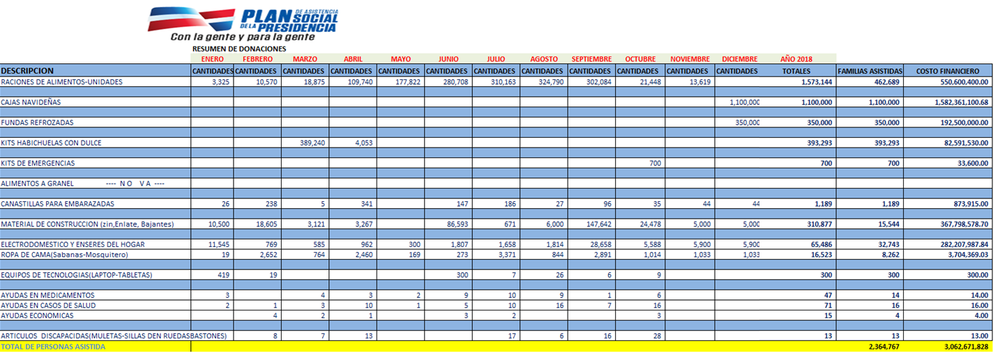 PLAN DE ASISTENCIA SOCIAL DE LA PRESIDENCIA
Con la gente y para la gente
RESUMEN DE DONACIONES
ENERO FEBRERO MARZO ABRIL MAYO JUNIO JULIO AGOSTO SEPTIEMBRE OCTUBRE NOVIEMBRE DICIEMBRE AÑO 2018
DESCRIPCION CANTIDADES CANTIDADES CANTIDADES CANTIDADES CANTIDADES CANTIDADES CANTIDADES CANTIDADES CANTIDADES CANTIDADES CANTIDADES CANTIDADES TOTALES FAMILIAS ASISTIDAS COSTO FINANCIERO
RACIONES DE ALIMENTOS-UNIDADES 3,325 10,570 18,875 109,740 177,822 280,708 310,163 324,790 302,084 21,448 13,619 1,573,144 462,689 550,600,400.00
CAJAS NAVIDEÑAS 1,100,000 1,100,000 1,100,000 1,582,361,100.68
FUNDAS REFROZADAS 350,000 350,000 350,000 192,500,000.00
KITS HABICHUELAS CON DULCE 389,240 4,053 393,293 393,293 82,591,530.00
KITS DE EMERGENCIAS 700 700 700 33,600.00
ALIMENTOS A GRANEL ---- N O V A ----
CANASTILLAS PARA EMBARAZADAS 26 238 5 341 147 186 27 96 35 44 44 1,189 1,189 873,915.00
MATERIAL DE CONSTRUCCION (zin,Enlate, Bajantes) 10,500 18,605 3,121 3,267 86,593 671 6,000 147,642 24,478 5,000 5,000 310,877 15,544 367,798,578.70
ELECTRODOMESTICO Y ENSERES DEL HOGAR 11,545 769 585 962 300 1,807 1,658 1,814 28,658 5,588 5,900 5,900 65,486 32,743 282,207,987.84
ROPA DE CAMA(Sabanas-Mosquitero) 19 2,652 764 2,460 169 273 3,371 844 2,891 1,014 1,033 1,033 16,523 8,262 3,704,369.03
EQUIPOS DE TECNOLOGIAS(LAPTOP-TABLETAS) 419 19 300 7 26 6 9 300 300 300.00
AYUDAS EN MEDICAMENTOS 3 4 3 2 9 10 9 1 6 47 14 14.00
AYUDAS EN CASOS DE SALUD 2 1 3 10 1 5 10 16 7 16 71 16 16.00
AYUDAS ECONOMICAS 4 2 1 3 2 3 15 4 4.00
ARTICULOS DISCAPACIDAS(MULETAS-SILLAS DEN RUEDASBASTONES) 8 7 13 17 6 16 28 13 13 13.00
TOTAL DE PERSONAS ASISTIDA 2,364,767 3,062,671,828